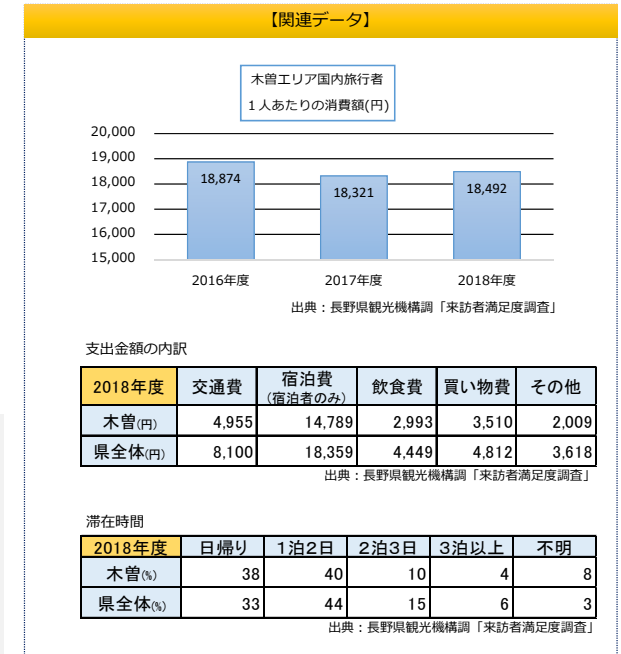 【関連データ】
木曽エリア国内旅行者
1人あたりの消費額(円)
20,000
19,000
18,000
17,000
16,000
15,000
18,874
18,321
18,492
2016年度 2017年度 2018年度
出典：長野県観光機構調「来訪者満足度調査」
支出金額の内訳
2018年度 交通費 宿泊費(宿泊者のみ) 飲食費 買い物費 その他
木曽(円) 4,955 14,789 2,993 3,510 2,009
県全体(円) 8,100 18,359 4,449 4,812 3,618
出典：長野県観光機構調「来訪者満足度調査」
滞在時間
2018年度 日帰り 1泊2日 2泊3日 3泊以上 不明
木曽(%) 38 40 10 4 8
県全体(%) 33 44 15 6 3
出典：長野県観光機構調「来訪者満足度調査」